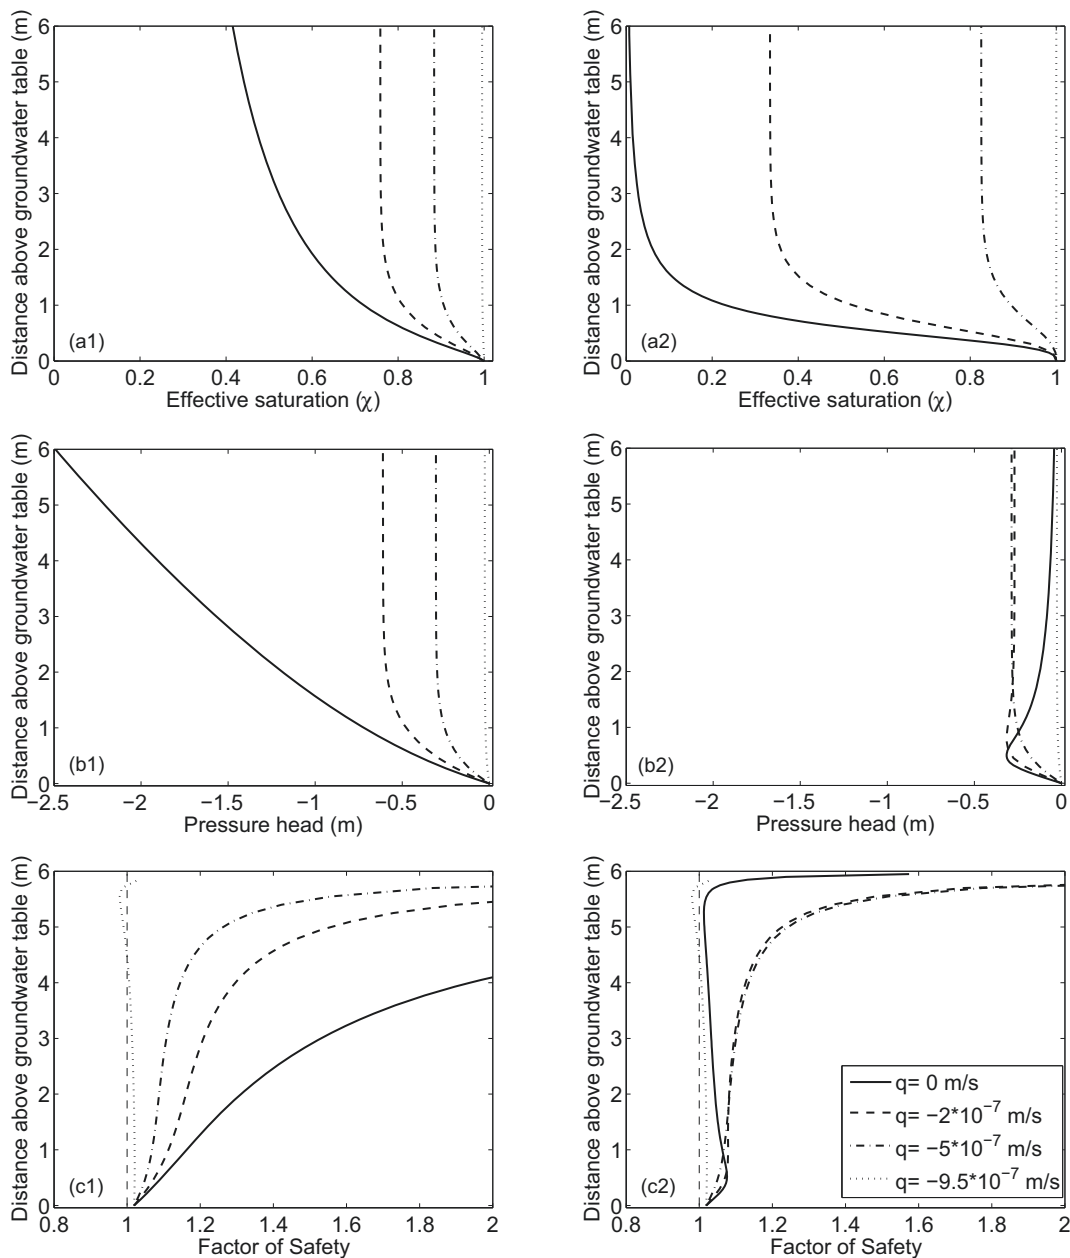 6
5
4
3
2
1
0
Distance above groundwater table (m)
(a1)
0 0.2 0.4 0.6 0.8 1
Effective saturation (χ)
6
5
4
3
2
1
0
Distance above groundwater table (m)
(a2)
0 0.2 0.4 0.6 0.8 1
Effective saturation (χ)
6
5
4
3
2
1
0
Distance above groundwater table (m)
(b1)
−2.5 −2 −1.5 −1 −0.5 0
Pressure head (m)
6
5
4
3
2
1
0
Distance above groundwater table (m)
(b2)
−2.5 −2 −1.5 −1 −0.5 0
Pressure head (m)
6
5
4
3
2
1
0
Distance above groundwater table (m)
(c1)
0.8 1 1.2 1.4 1.6 1.8 2
Factor of Safety
6
5
4
3
2
1
0
Distance above groundwater table (m)
(c2)
q= 0 m/s
q= −2*10⁻⁷ m/s
q= −5*10⁻⁷ m/s
q= −9.5*10⁻⁷ m/s
0.8 1 1.2 1.4 1.6 1.8 2
Factor of Safety